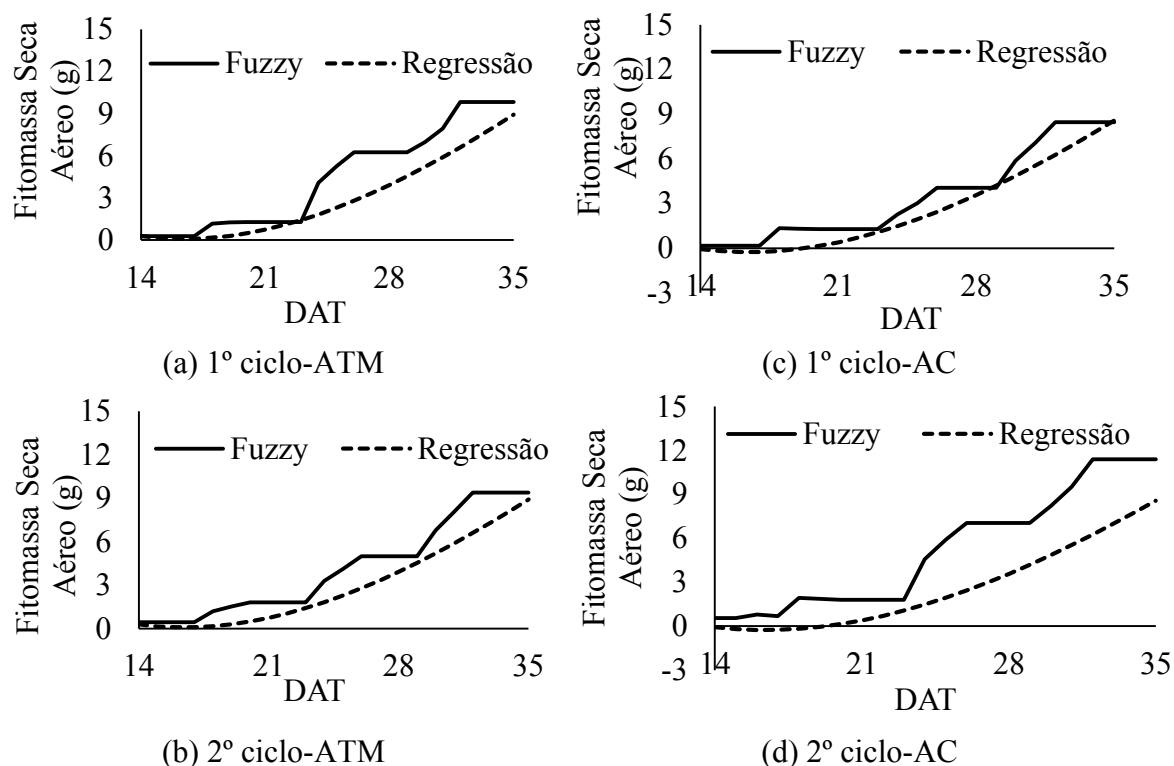 Fitomassa Seca
Aéreo (g)
15
12
9
6
3
0
Fuzzy
Regressão
14
21
28
35
DAT
(a) 1º ciclo-ATM
15
12
9
6
3
0
-3
Fitomassa Seca
Aéreo (g)
Fuzzy
Regressão
14
21
28
35
DAT
(c) 1º ciclo-AC
Fitomassa Seca
Aéreo (g)
15
12
9
6
3
0
Fuzzy
Regressão
14
21
28
35
DAT
(b) 2º ciclo-ATM
Fitomassa Seca
Aéreo (g)
15
12
9
6
3
0
-3
Fuzzy
Regressão
14
21
28
35
DAT
(d) 2º ciclo-AC